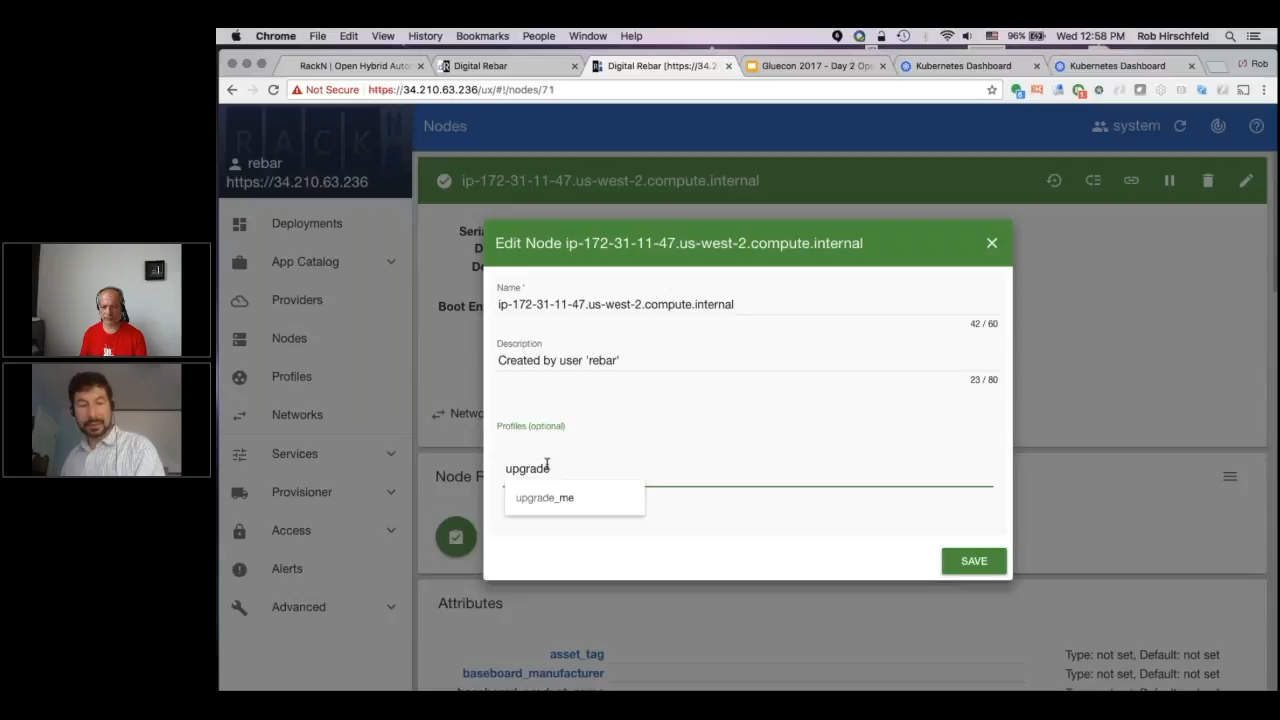 Chrome File Edit View History Bookmarks People Window Help 96% Wed 12:58 PM Rob Hirschfeld
RackN | Open Hybrid Auto Digital Rebar Digital Rebar [https://34.2 Gluecon 2017 - Day 2 Op Kubernetes Dashboard Kubernetes Dashboard Rob
Not Secure https://34.210.63.236/ux/#!/nodes/71
RACK
rebar
https://34.210.63.236
Nodes
system
ip-172-31-11-47.us-west-2.compute.internal
Deployments
App Catalog
Providers
Nodes
Profiles
Networks
Services
Provisioner
Access
Alerts
Advanced
Seria
D
De
Boot En
Netwo
Node R
Edit Node ip-172-31-11-47.us-west-2.compute.internal
Name *
ip-172-31-11-47.us-west-2.compute.internal
42 / 60
Description
Created by user 'rebar'
23 / 80
Profiles (optional)
upgrade
upgrade_me
SAVE
Attributes
asset_tag Type: not set, Default: not set
baseboard_manufacturer Type: not set, Default: not set